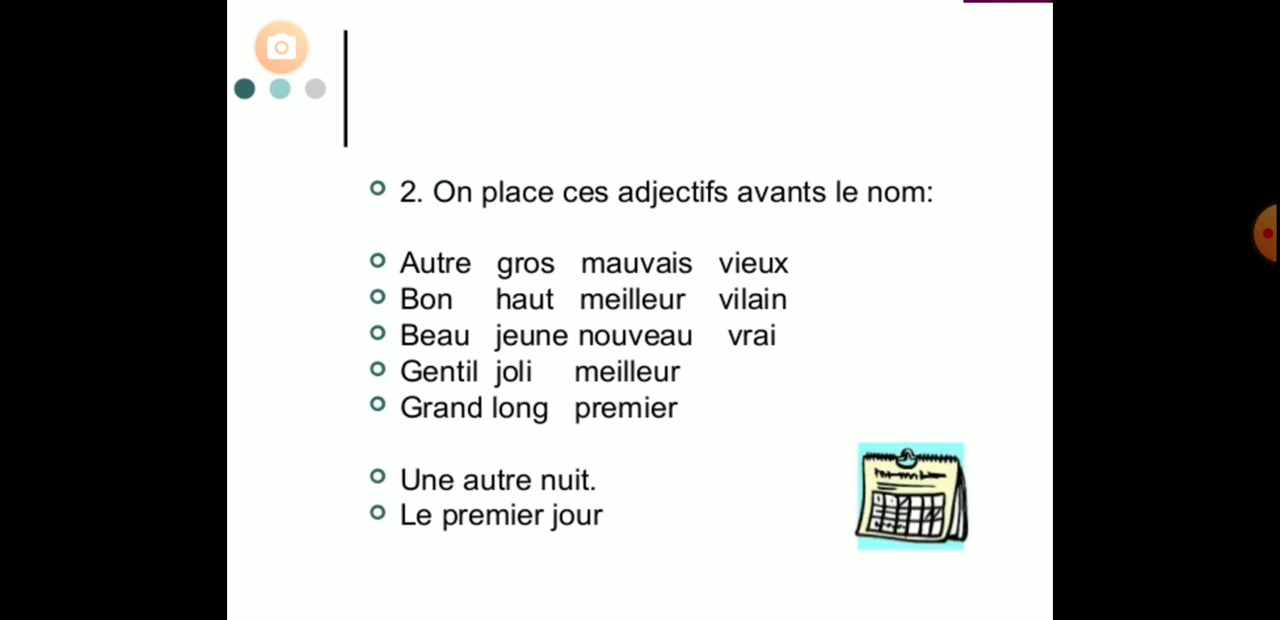 2. On place ces adjectifs avants le nom:
Autre gros mauvais vieux
Bon haut meilleur vilain
Beau jeune nouveau vrai
Gentil joli meilleur
Grand long premier
Une autre nuit.
Le premier jour